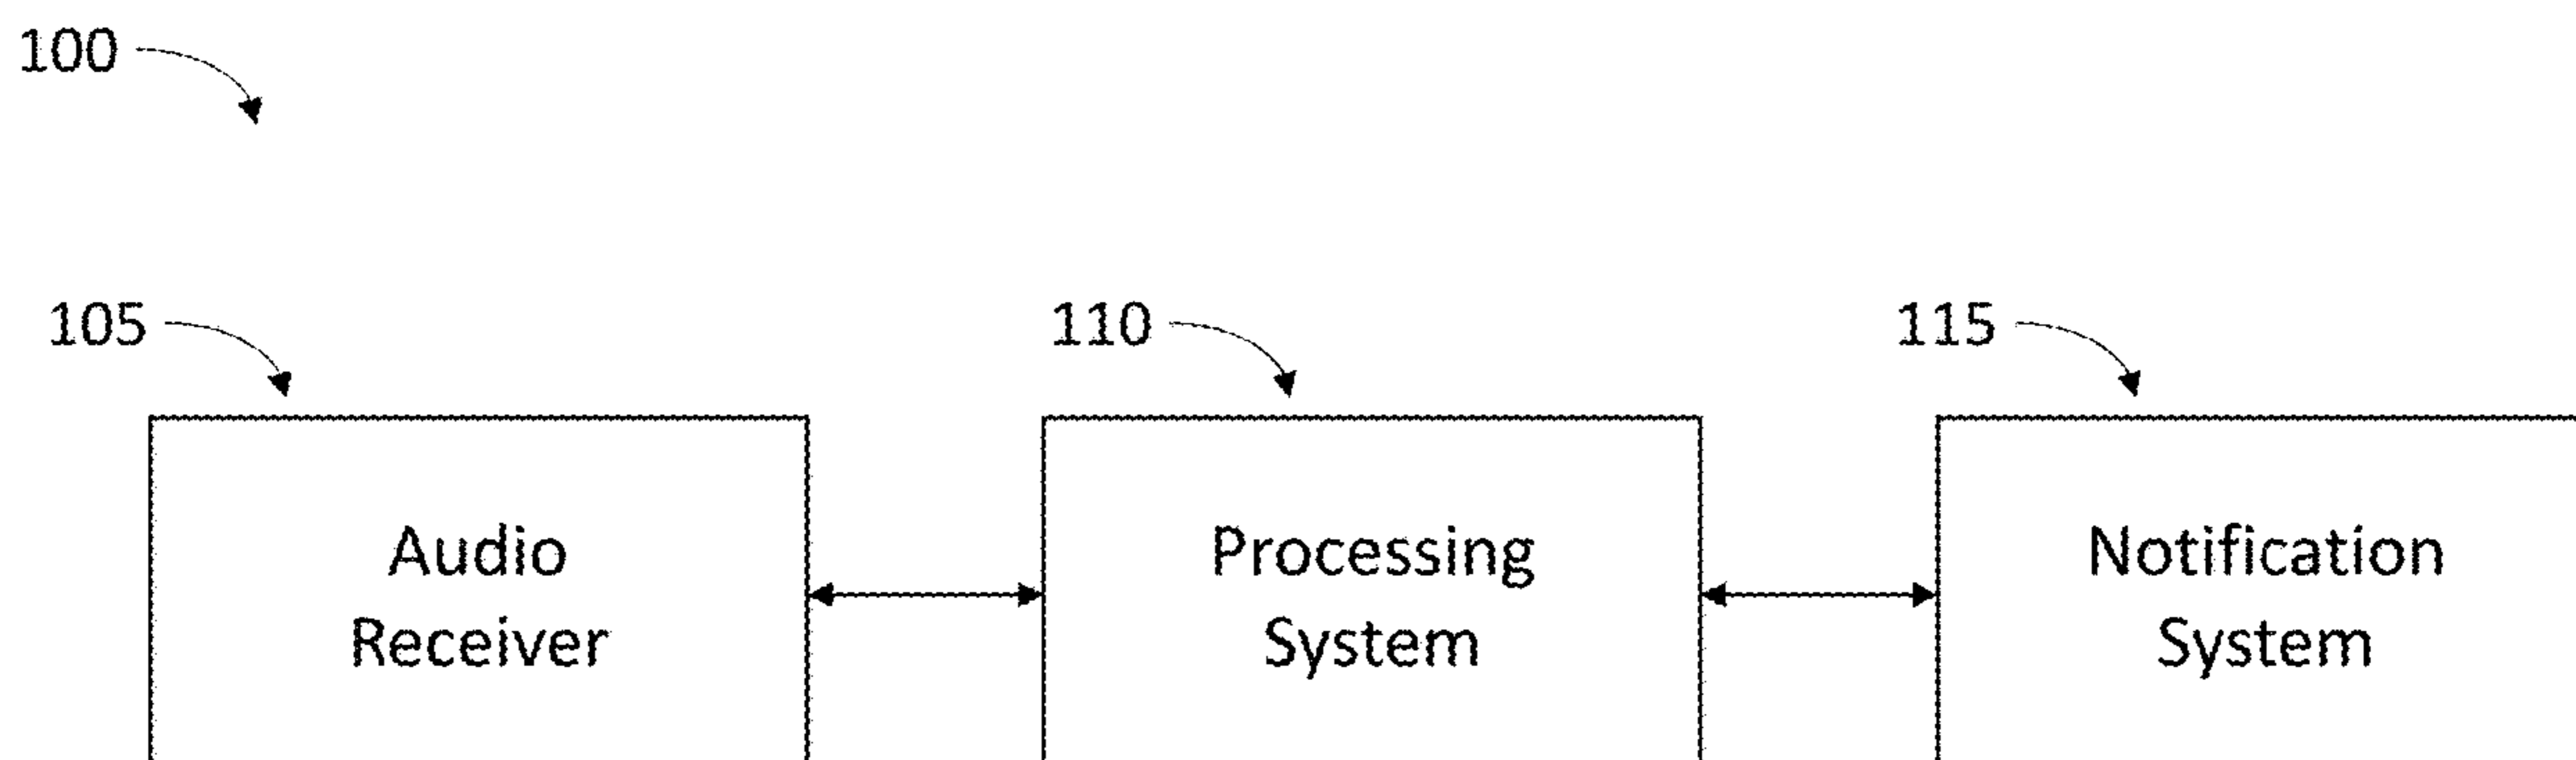 100
105
110
115
Audio
Receiver
Processing
System
Notification
System